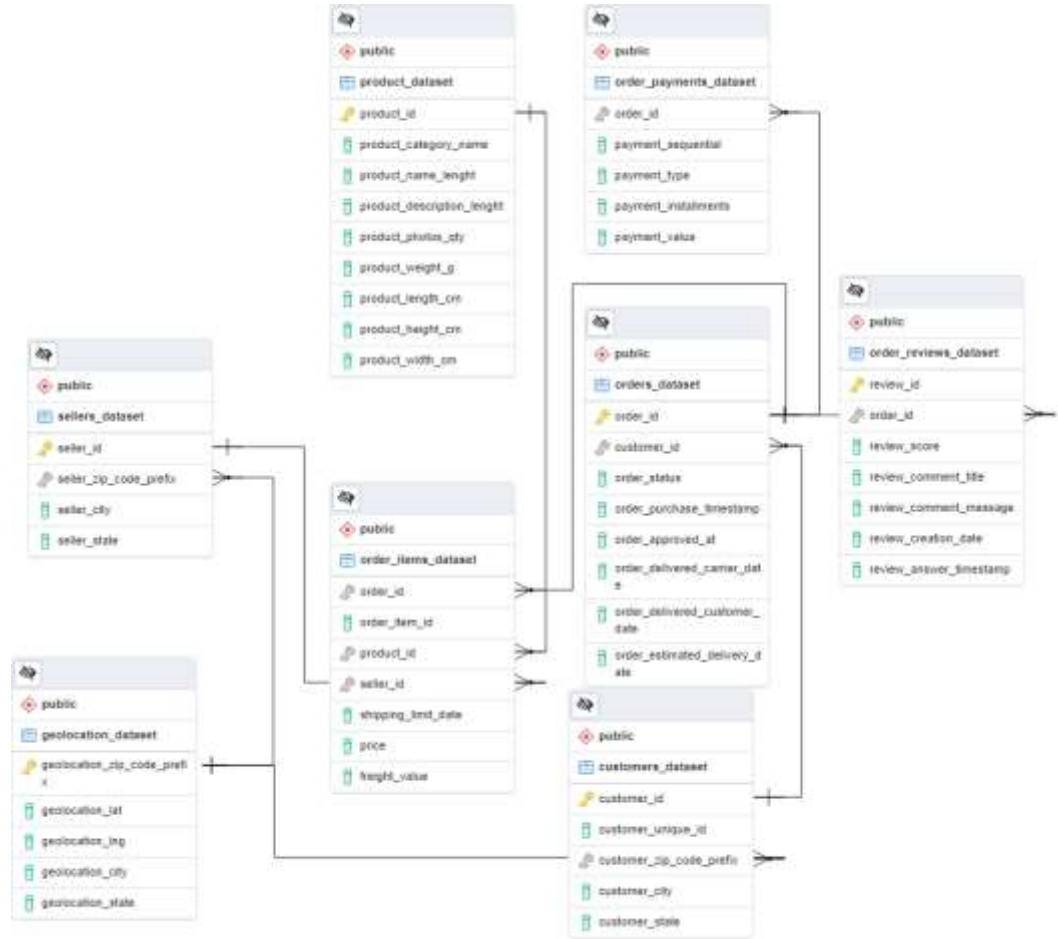 public
product_dataset
product_id
product_category_name
product_name_lenght
product_description_lenght
product_photos_qty
product_weight_g
product_length_cm
product_height_cm
product_width_cm
public
order_payments_dataset
order_id
payment_sequential
payment_type
payment_installments
payment_value
public
order_reviews_dataset
review_id
order_id
review_score
review_comment_title
review_comment_message
review_creation_date
review_answer_timestamp
public
orders_dataset
order_id
customer_id
order_status
order_purchase_timestamp
order_approved_at
order_delivered_carrier_dat
e
order_delivered_customer_
date
order_estimated_delivery_d
ate
public
sellers_dataset
seller_id
seller_zip_code_prefix
seller_city
seller_state
public
order_items_dataset
order_id
order_item_id
product_id
seller_id
shipping_limit_date
price
freight_value
public
geolocation_dataset
geolocation_zip_code_prefi
x
geolocation_lat
geolocation_lng
geolocation_city
geolocation_state
public
customers_dataset
customer_id
customer_unique_id
customer_zip_code_prefix
customer_city
customer_state